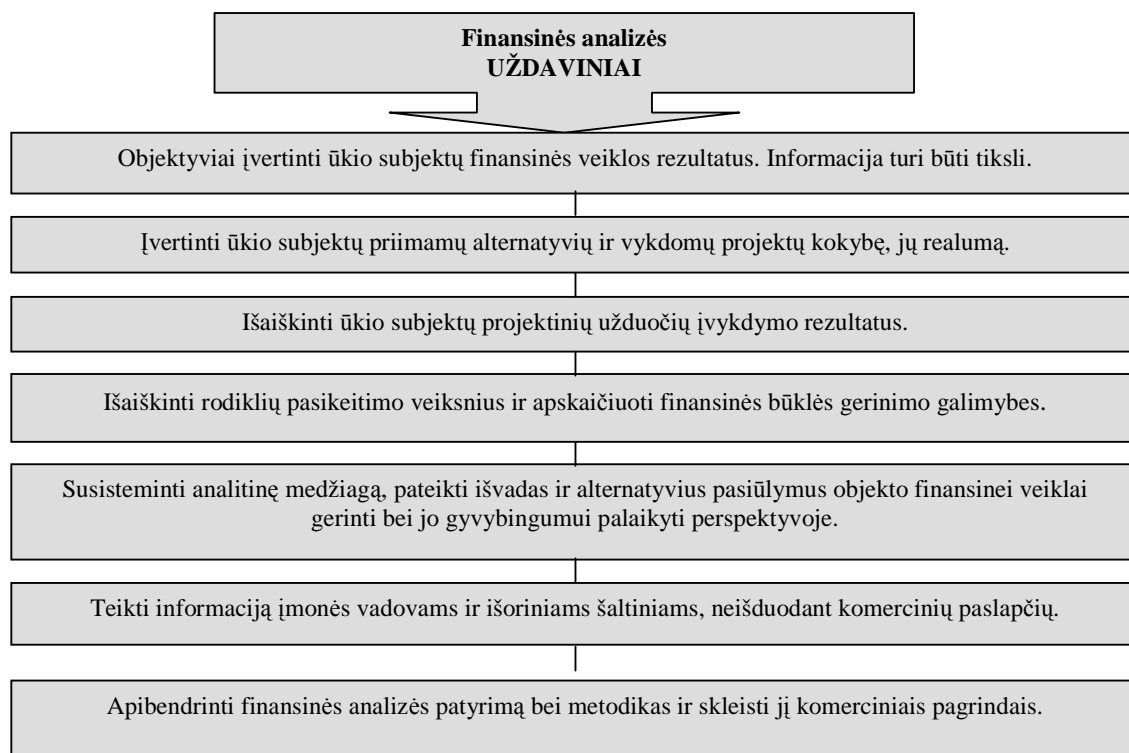 Finansinės analizės
UŽDAVINIAI
Objektyviai įvertinti ūkio subjektų finansinės veiklos rezultatus. Informacija turi būti tiksli.
Įvertinti ūkio subjektų priimamų alternatyvių ir vykdomų projektų kokybę, jų realumą.
Išaiškinti ūkio subjektų projektinių užduočių įvykdymo rezultatus.
Išaiškinti rodiklių pasikeitimo veiksnius ir apskaičiuoti finansinės būklės gerinimo galimybes.
Susisteminti analitinę medžiagą, pateikti išvadas ir alternatyvius pasiūlymus objekto finansinei veiklai
gerinti bei jo gyvybingumui palaikyti perspektyvoje.
Teikti informaciją įmonės vadovams ir išoriniams šaltiniams, neišduodant komercinių paslapčių.
Apibendrinti finansinės analizės patyrimą bei metodikas ir skleisti jį komerciniais pagrindais.